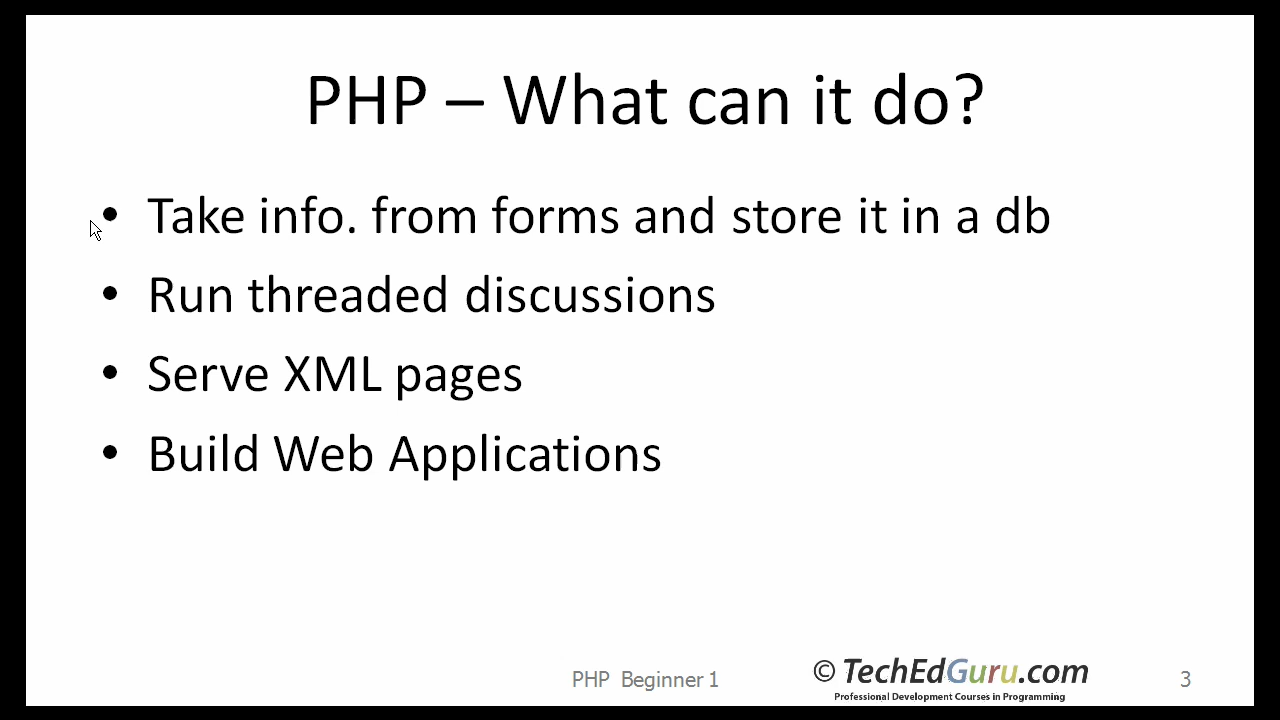 PHP – What can it do?
• Take info. from forms and store it in a db
• Run threaded discussions
• Serve XML pages
• Build Web Applications
PHP Beginner 1
© TechEdGuru.com
Professional Development Courses in Programming
3